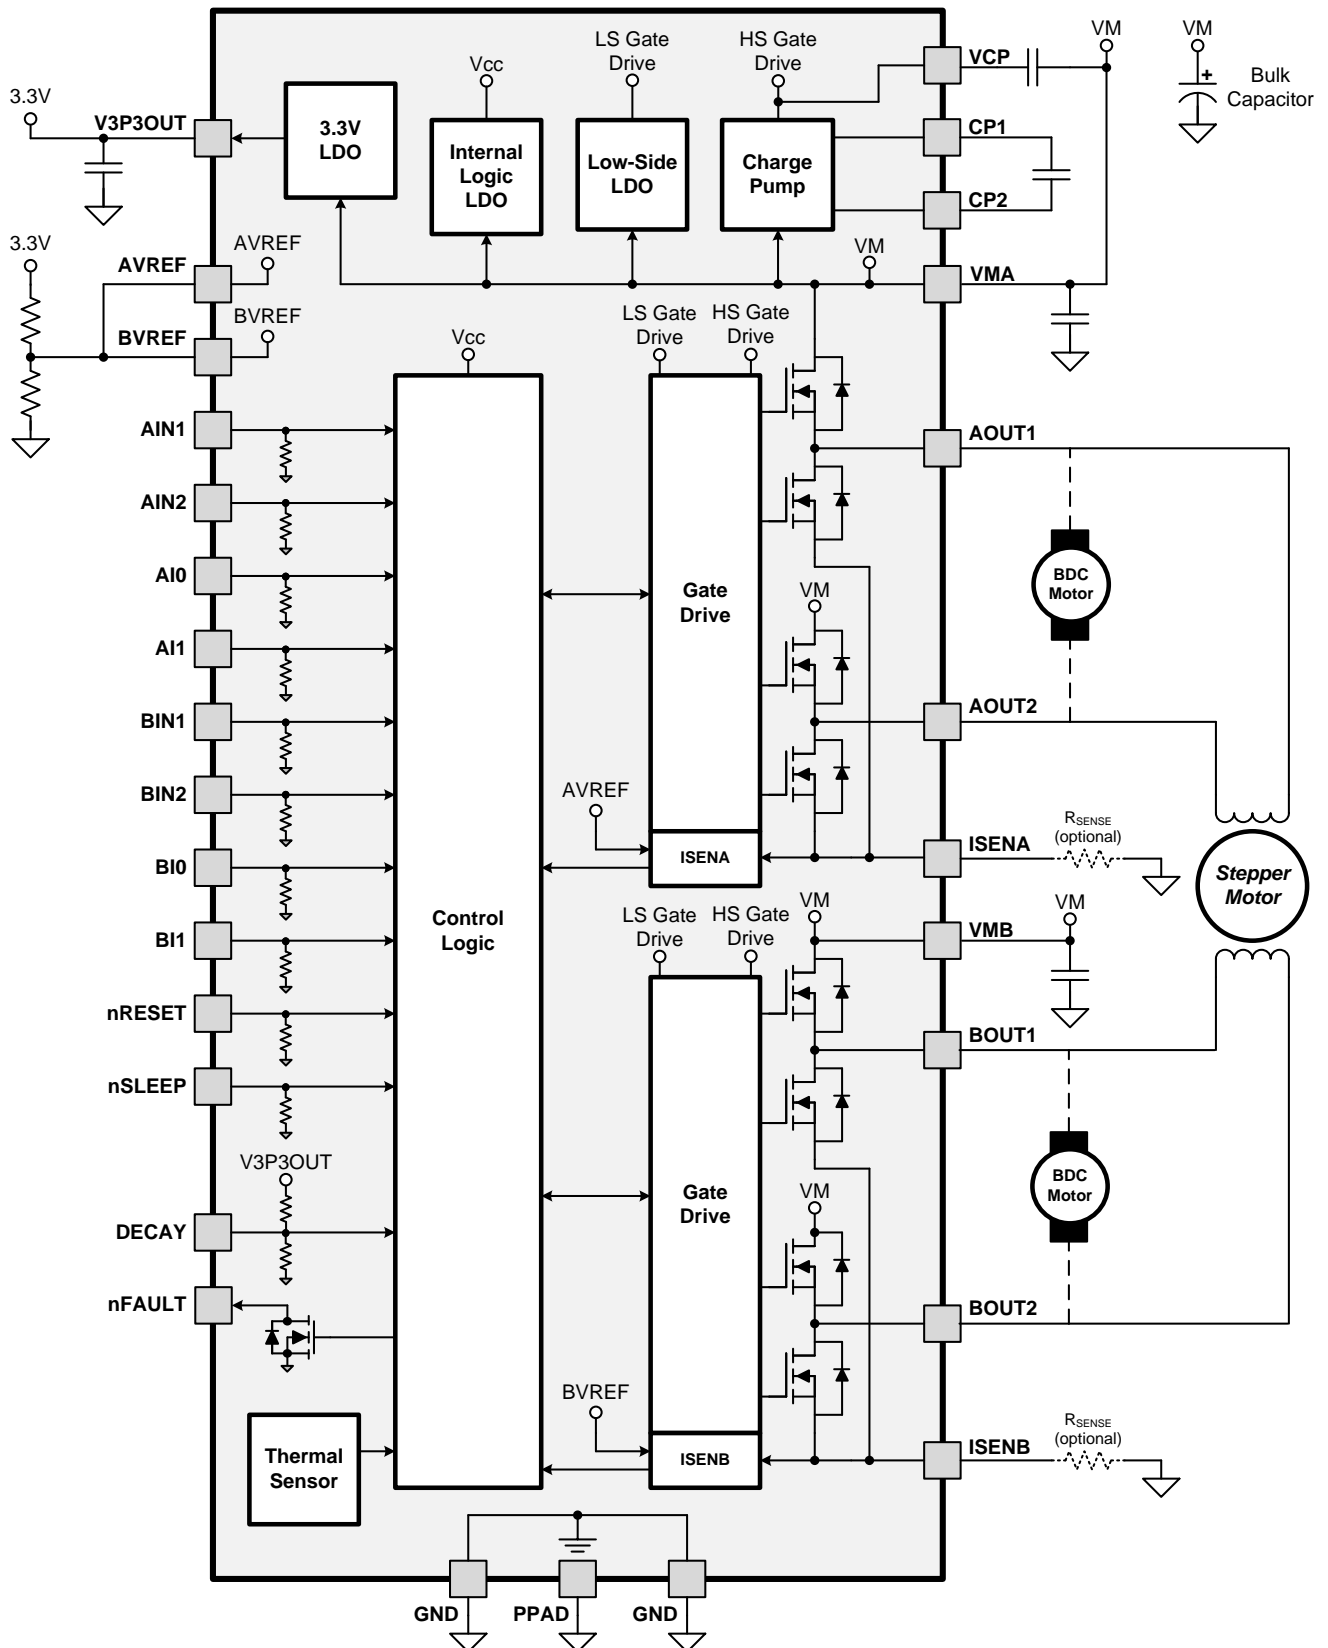 LS Gate
Drive
HS Gate
Drive
VM
VM
Vcc
VCP
+
Bulk
Capacitor
3.3V
V3P3OUT
3.3V
LDO
Internal
Logic
LDO
Low-Side
LDO
Charge
Pump
CP1
CP2
3.3V
AVREF
AVREF
VM
VMA
BVREF
BVREF
Vcc
LS Gate
Drive
HS Gate
Drive
AIN1
AOUT1
AIN2
AI0
BDC
Motor
Gate
Drive
VM
AI1
BIN1
AOUT2
BIN2
AVREF
RSENSE
(optional)
BI0
ISENA
ISENA
Stepper
Motor
Control
Logic
BI1
LS Gate
Drive
HS Gate
Drive
VM
VMB
VM
nRESET
BOUT1
nSLEEP
V3P3OUT
BDC
Motor
Gate
Drive
VM
DECAY
nFAULT
BOUT2
BVREF
RSENSE
(optional)
Thermal
Sensor
ISENB
ISENB
GND
PPAD
GND